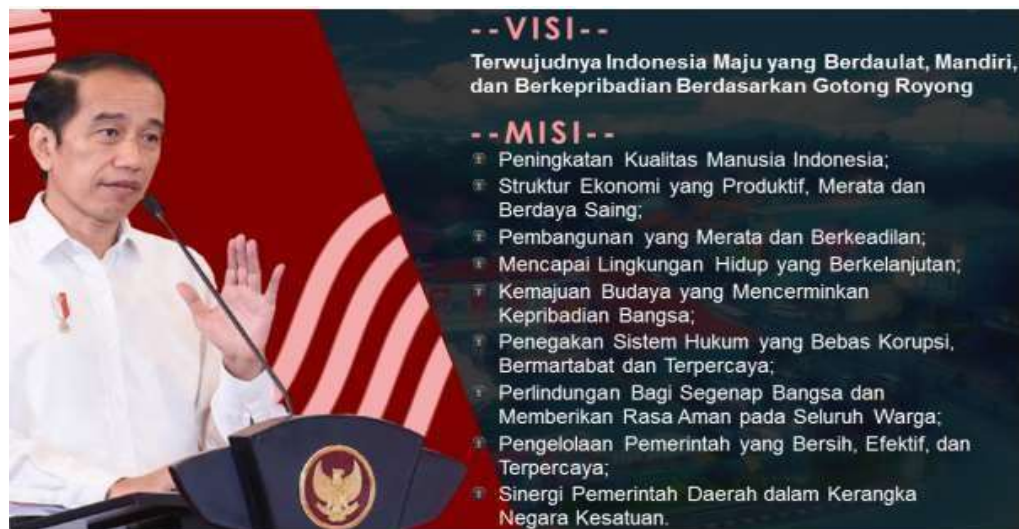 --VISI--
Terwujudnya Indonesia Maju yang Berdaulat, Mandiri,
dan Berkepribadian Berdasarkan Gotong Royong
--MISI--
Peningkatan Kualitas Manusia Indonesia;
Struktur Ekonomi yang Produktif, Merata dan
Berdaya Saing;
Pembangunan yang Merata dan Berkeadilan;
Mencapai Lingkungan Hidup yang Berkelanjutan;
Kemajuan Budaya yang Mencerminkan
Kepribadian Bangsa;
Penegakan Sistem Hukum yang Bebas Korupsi,
Bermartabat dan Terpercaya;
Perlindungan Bagi Segenap Bangsa dan
Memberikan Rasa Aman pada Seluruh Warga;
Pengelolaan Pemerintah yang Bersih, Efektif, dan
Terpercaya;
Sinergi Pemerintah Daerah dalam Kerangka
Negara Kesatuan.